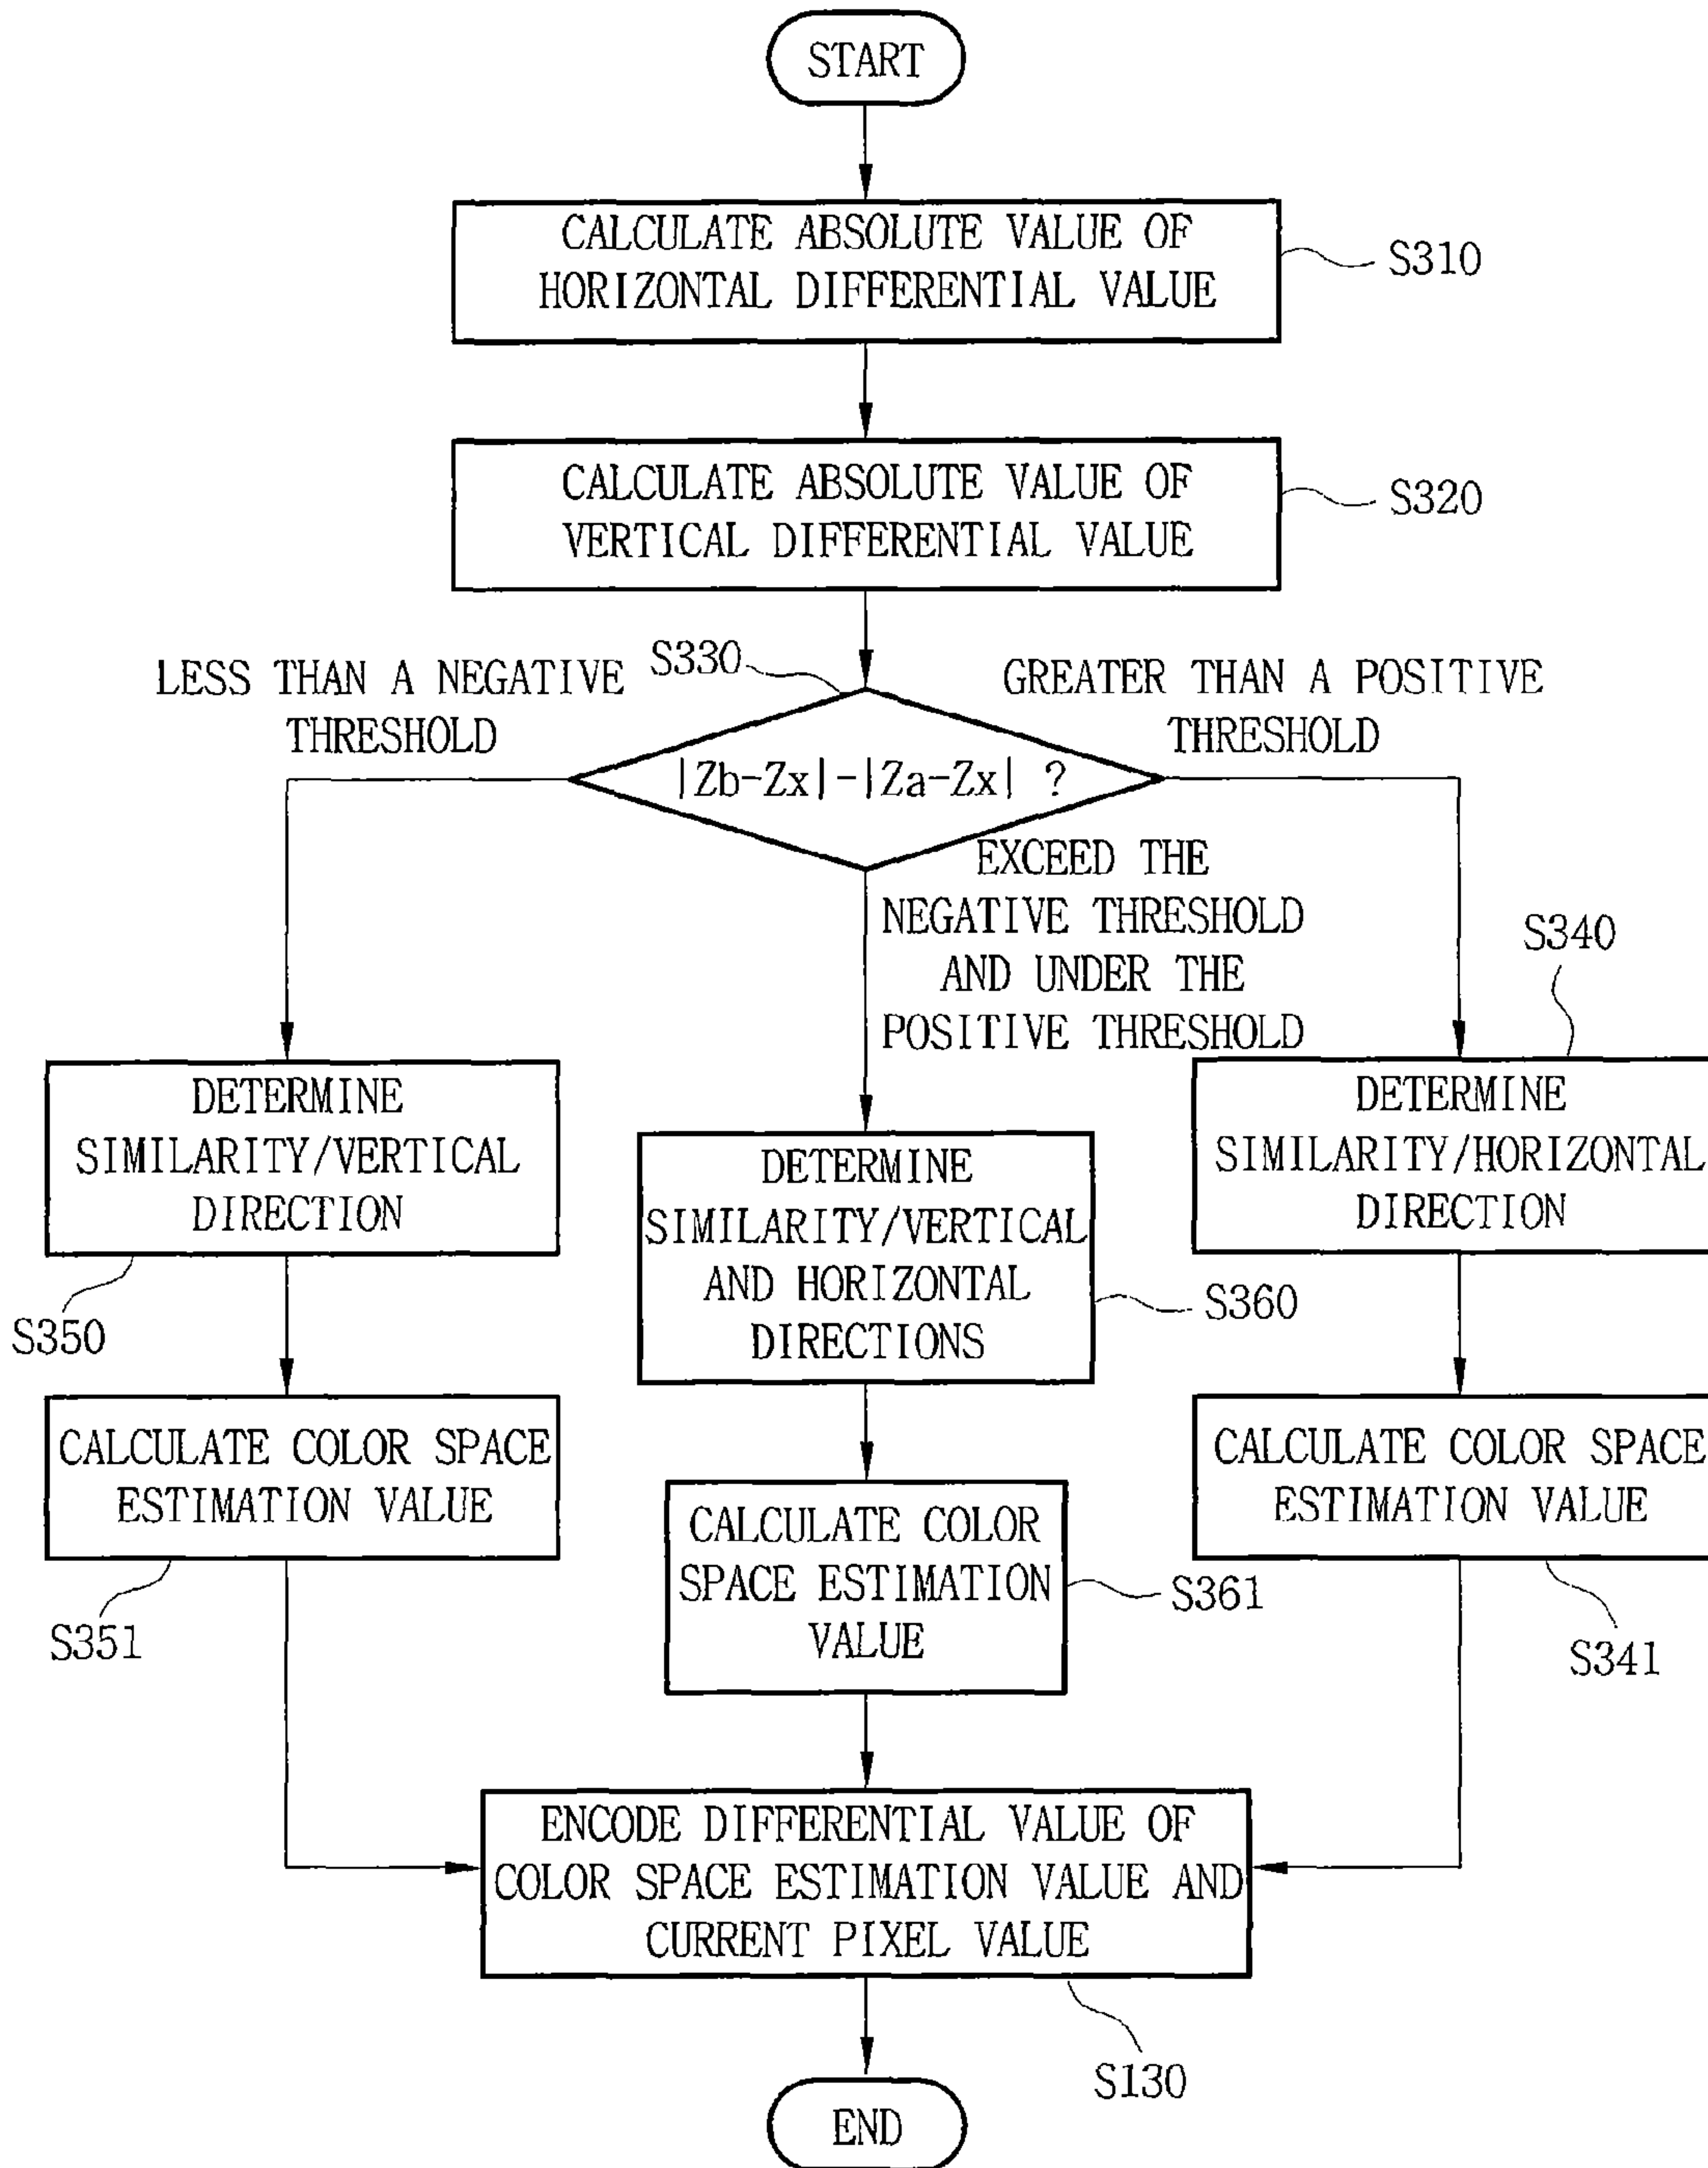 START
CALCULATE ABSOLUTE VALUE OF
HORIZONTAL DIFFERENTIAL VALUE
S310
CALCULATE ABSOLUTE VALUE OF
VERTICAL DIFFERENTIAL VALUE
S320
S330
LESS THAN A NEGATIVE
THRESHOLD
GREATER THAN A POSITIVE
THRESHOLD
|Zb-Zx|-|Za-Zx| ?
EXCEED THE
NEGATIVE THRESHOLD
AND UNDER THE
POSITIVE THRESHOLD
S340
DETERMINE
SIMILARITY/VERTICAL
DIRECTION
S350
DETERMINE
SIMILARITY/VERTICAL
AND HORIZONTAL
DIRECTIONS
S360
DETERMINE
SIMILARITY/HORIZONTAL
DIRECTION
CALCULATE COLOR SPACE
ESTIMATION VALUE
S351
CALCULATE COLOR
SPACE ESTIMATION
VALUE
S361
CALCULATE COLOR SPACE
ESTIMATION VALUE
S341
ENCODE DIFFERENTIAL VALUE OF
COLOR SPACE ESTIMATION VALUE AND
CURRENT PIXEL VALUE
S130
END